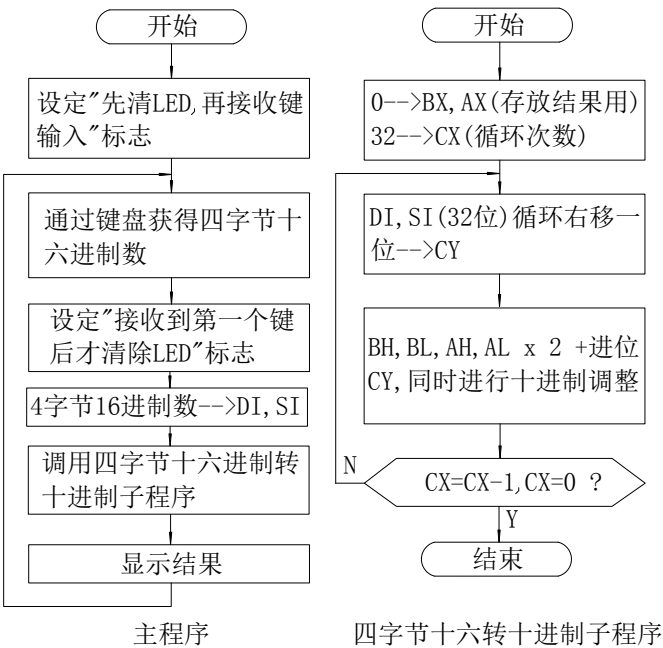 开始
设定"先清LED,再接收键
输入"标志
通过键盘获得四字节十
六进制数
设定"接收到第一个键
后才清除LED"标志
4字节16进制数-->DI,SI
调用四字节十六进制转
十进制子程序
显示结果
主程序
开始
0-->BX,AX(存放结果用)
32-->CX(循环次数)
DI,SI(32位)循环右移一
位-->CY
BH,BL,AH,AL x 2 +进位
CY,同时进行十进制调整
N
CX=CX-1,CX=0 ?
Y
结束
四字节十六转十进制子程序